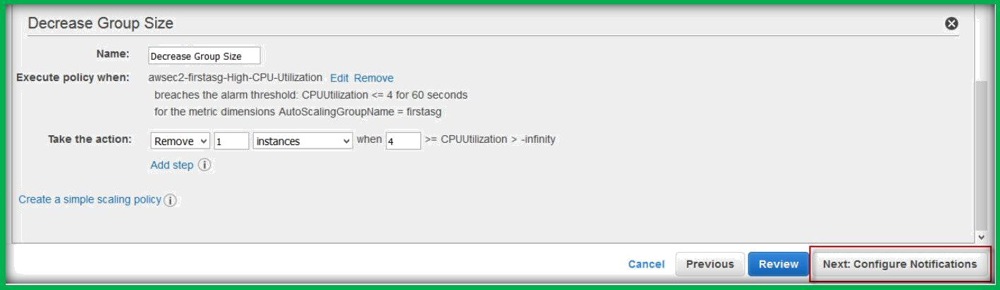 Decrease Group Size
Name: Decrease Group Size
Execute policy when: awsec2-firstasg-High-CPU-Utilization Edit Remove
breaches the alarm threshold: CPUUtilization <= 4 for 60 seconds
for the metric dimensions AutoScalingGroupName = firstasg
Take the action: Remove 1 instances when 4 >= CPUUtilization > -infinity
Add step i
Create a simple scaling policy i
Cancel Previous Review Next: Configure Notifications